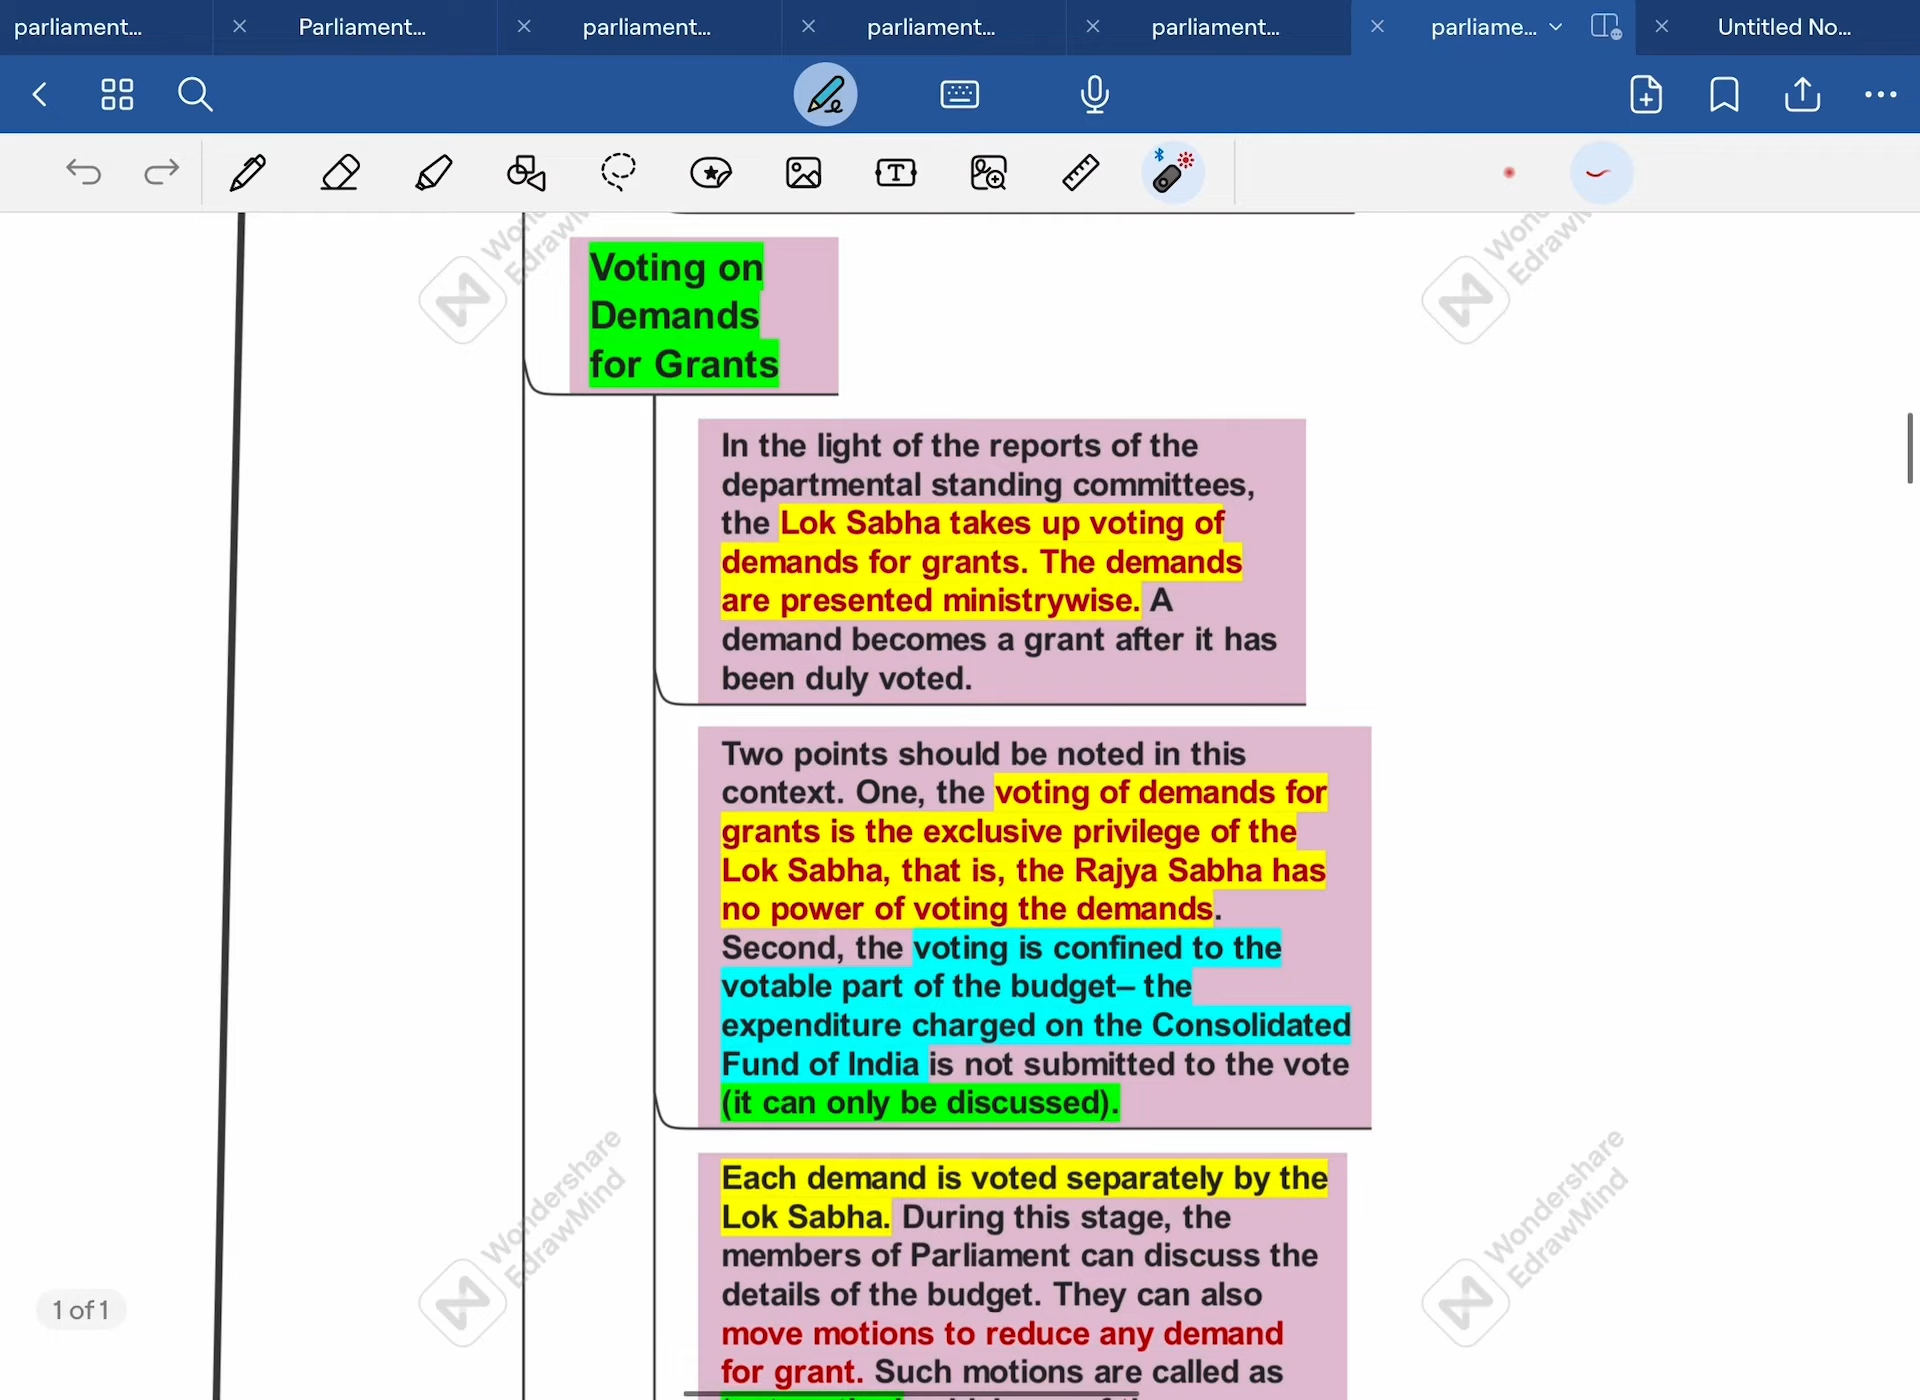 parliament...
Parliament...
parliament...
parliament...
parliament...
parliame...
Untitled No...
Voting on
Demands
for Grants
In the light of the reports of the
departmental standing committees,
the Lok Sabha takes up voting of
demands for grants. The demands
are presented ministrywise. A
demand becomes a grant after it has
been duly voted.
Two points should be noted in this
context. One, the voting of demands for
grants is the exclusive privilege of the
Lok Sabha, that is, the Rajya Sabha has
no power of voting the demands.
Second, the voting is confined to the
votable part of the budget– the
expenditure charged on the Consolidated
Fund of India is not submitted to the vote
(it can only be discussed).
Each demand is voted separately by the
Lok Sabha. During this stage, the
members of Parliament can discuss the
details of the budget. They can also
move motions to reduce any demand
for grant. Such motions are called as
Wondershare
EdrawMind
Wondershare
EdrawMind
1 of 1